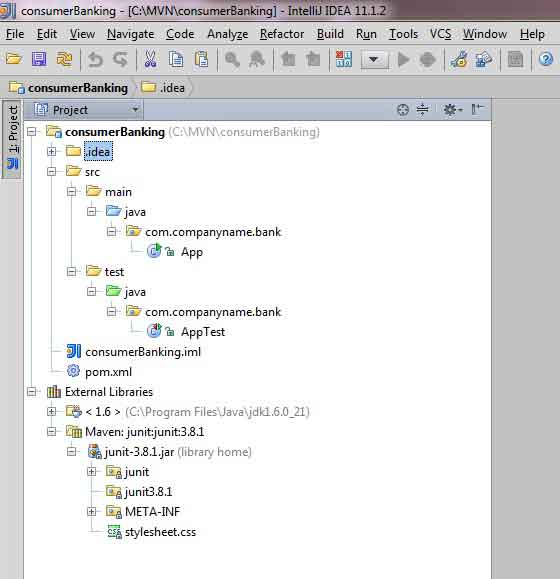 consumerBanking - [C:\MVN\consumerBanking] - IntelliJ IDEA 11.1.2
File Edit View Navigate Code Analyze Refactor Build Run Tools VCS Window Help
consumerBanking .idea
Project
1: Project
consumerBanking (C:\MVN\consumerBanking)
.idea
src
main
java
com.companyname.bank
App
test
java
com.companyname.bank
AppTest
consumerBanking.iml
pom.xml
External Libraries
< 1.6 > (C:\Program Files\Java\jdk1.6.0_21)
Maven: junit:junit:3.8.1
junit-3.8.1.jar (library home)
junit
junit3.8.1
META-INF
stylesheet.css